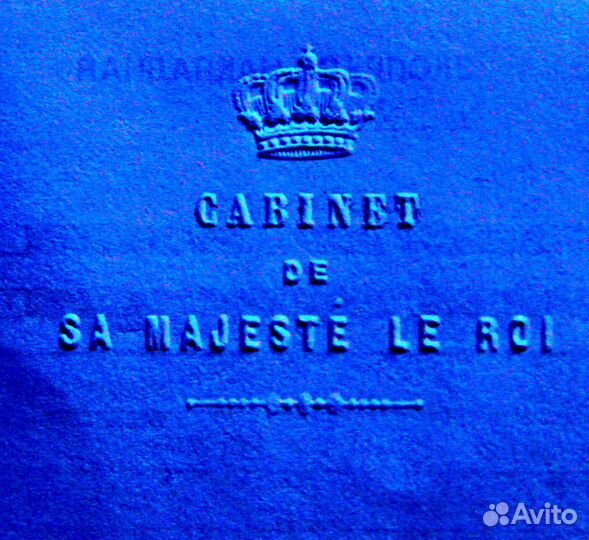 CABINET
DE
SA MAJESTÉ LE ROI
Avito